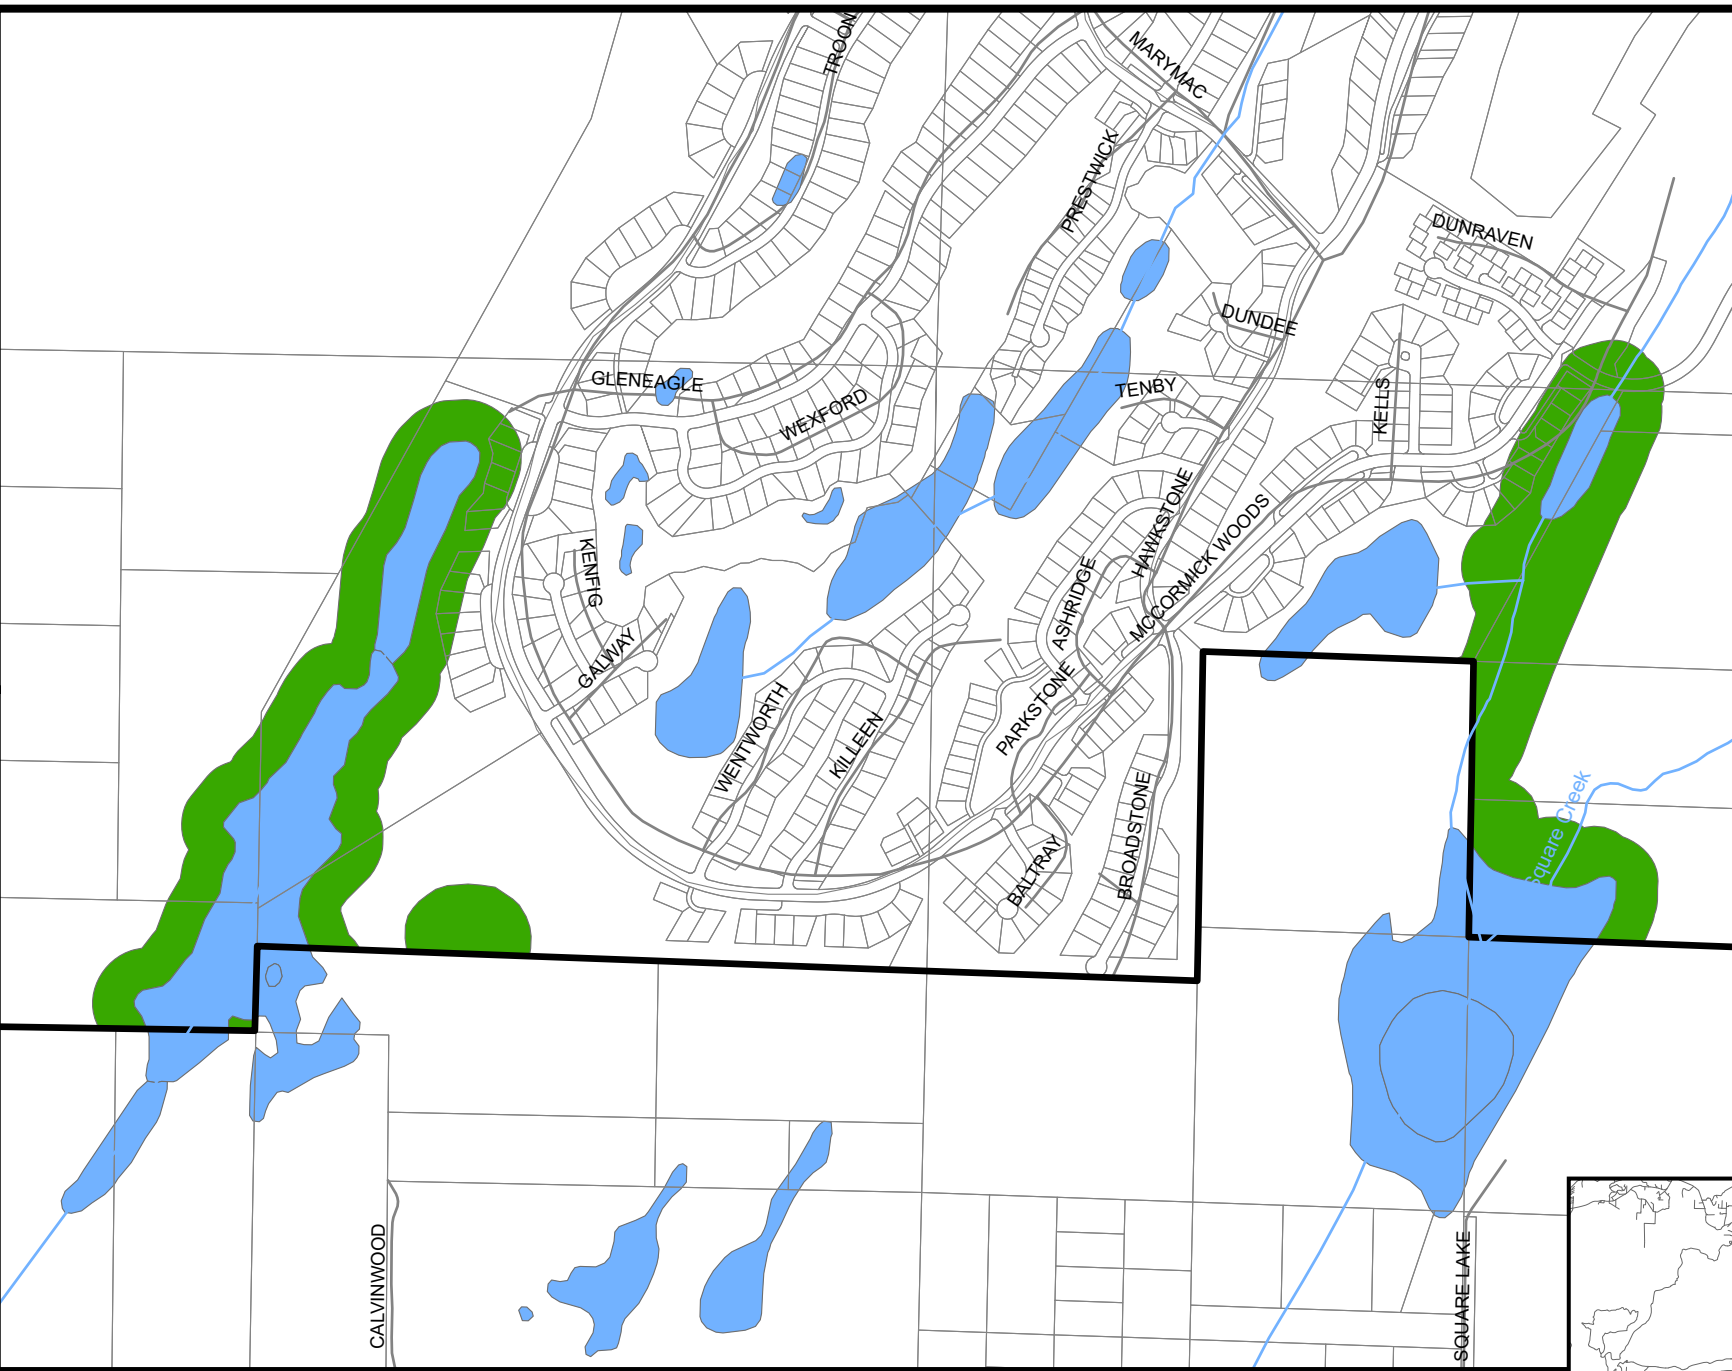 TROON
MARYMAC
PRESTWICK
DUNRAVEN
DUNDEE
GLENEAGLE
TENBY
WEXFORD
KELLS
HAWKSTONE
MCCORMICK WOODS
KENFIG
ASHRIDGE
GALWAY
PARKSTONE
WENTWORTH
KILLEEN
BROADSTONE
BALTRAY
Square Creek
CALVINWOOD
SQUARE LAKE